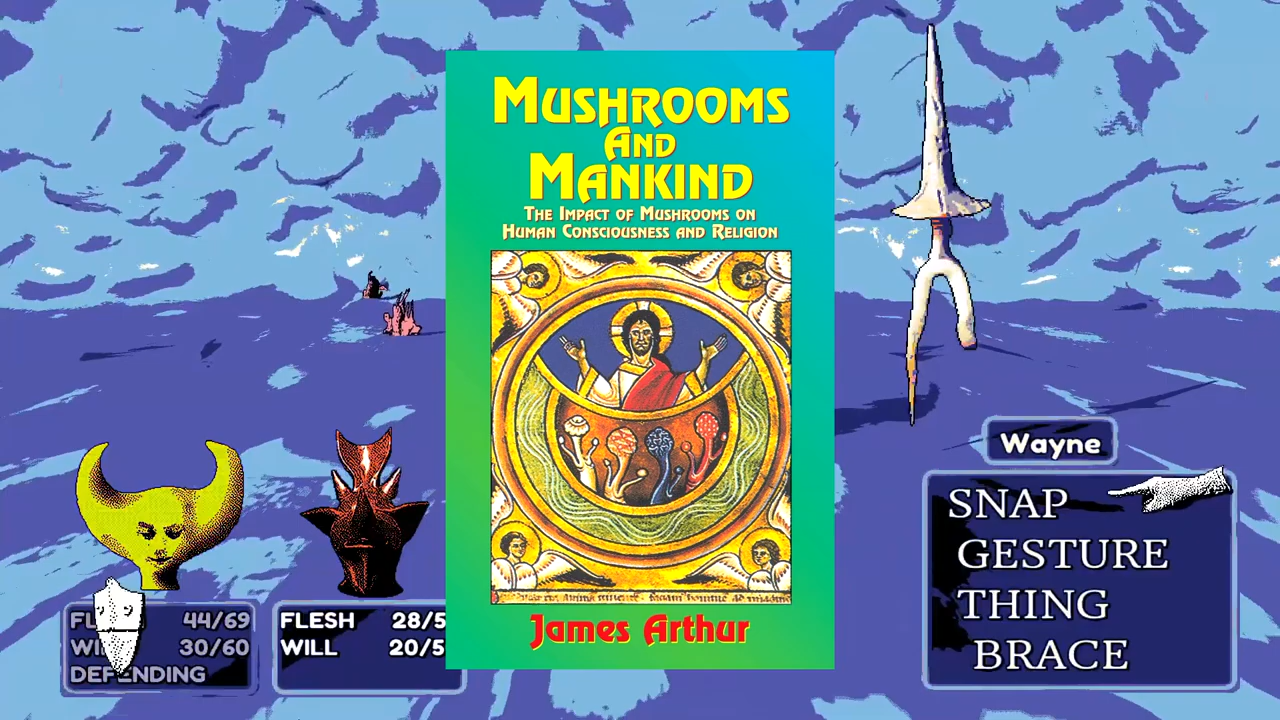 MUSHROOMS
AND
MANKIND
THE IMPACT OF MUSHROOMS ON
HUMAN CONSCIOUSNESS AND RELIGION
James Arthur
44/69
30/60
DEFENDING
FLESH 28/5
WILL 20/5
Wayne
SNAP
GESTURE
THING
BRACE